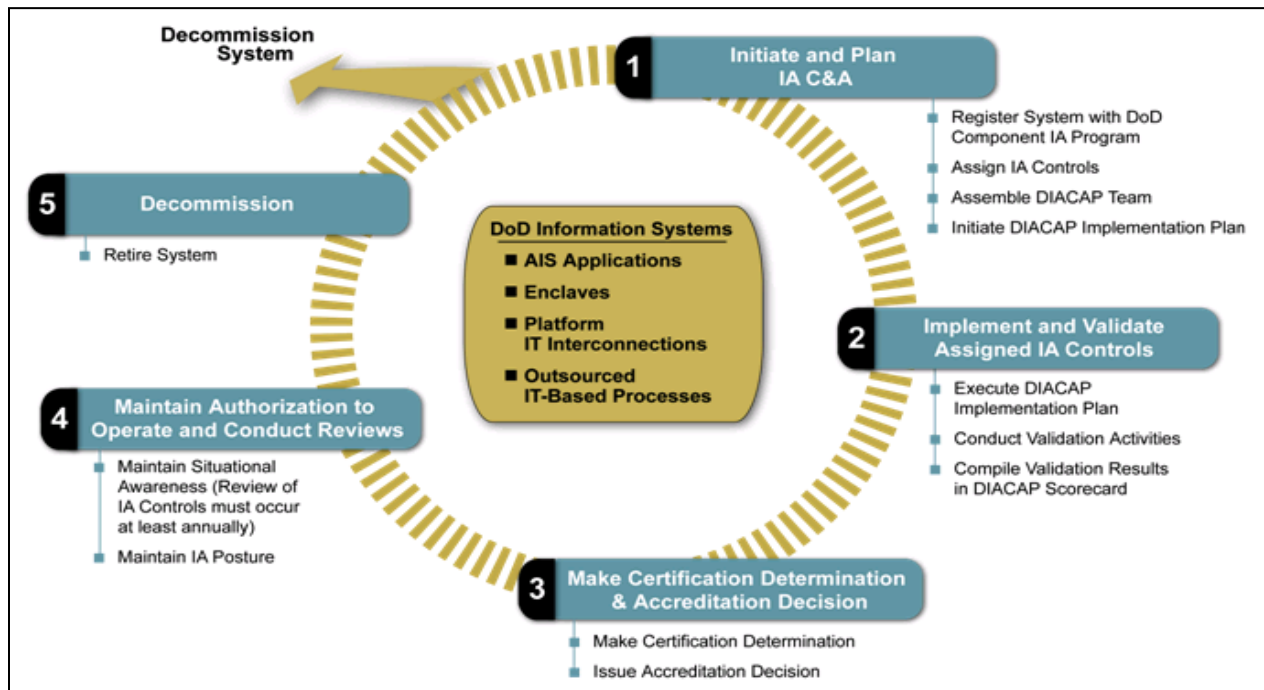 Decommission
System
1
Initiate and Plan
IA C&A
Register System with DoD
Component IA Program
Assign IA Controls
Assemble DIACAP Team
Initiate DIACAP Implementation Plan
5
Decommission
Retire System
DoD Information Systems
AIS Applications
Enclaves
Platform
IT Interconnections
Outsourced
IT-Based Processes
2
Implement and Validate
Assigned IA Controls
Execute DIACAP
Implementation Plan
Conduct Validation Activities
Compile Validation Results
in DIACAP Scorecard
4
Maintain Authorization to
Operate and Conduct Reviews
Maintain Situational
Awareness (Review of
IA Controls must occur
at least annually)
Maintain IA Posture
3
Make Certification Determination
& Accreditation Decision
Make Certification Determination
Issue Accreditation Decision